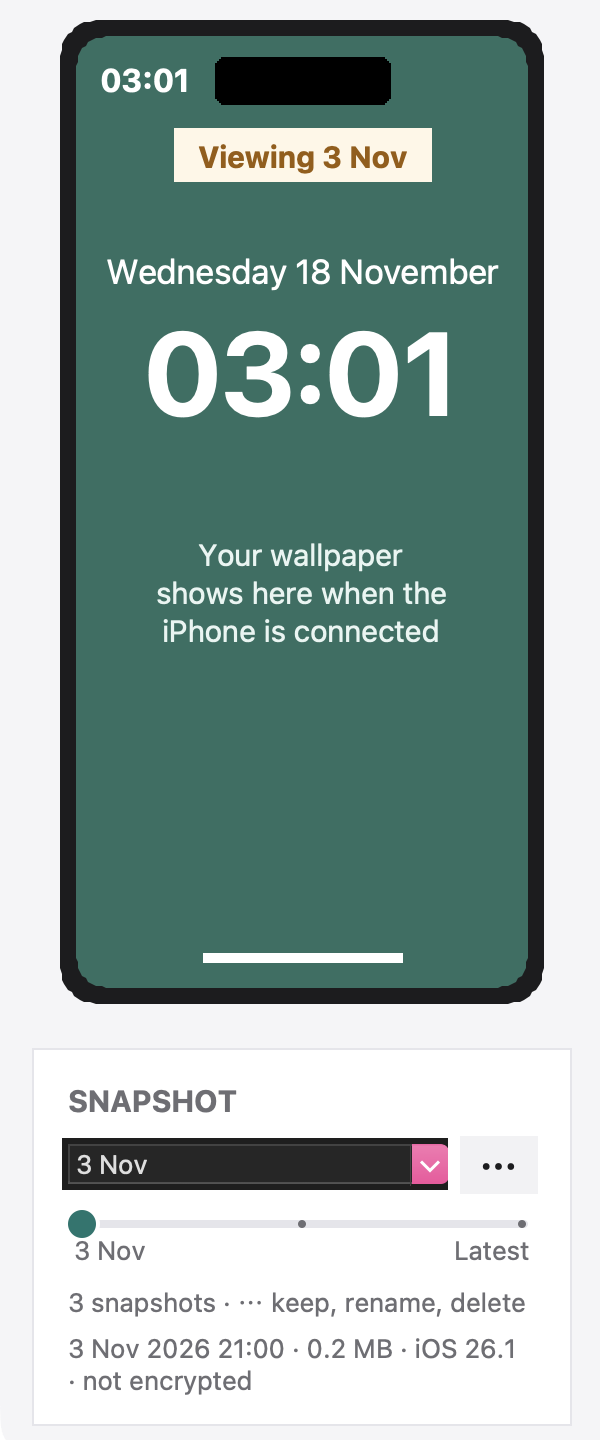 03:01
Viewing 3 Nov
Wednesday 18 November
03:01
Your wallpaper
shows here when the
iPhone is connected
SNAPSHOT
3 Nov
•••
3 Nov
Latest
3 snapshots · ··· keep, rename, delete
3 Nov 2026 21:00 · 0.2 MB · iOS 26.1
· not encrypted